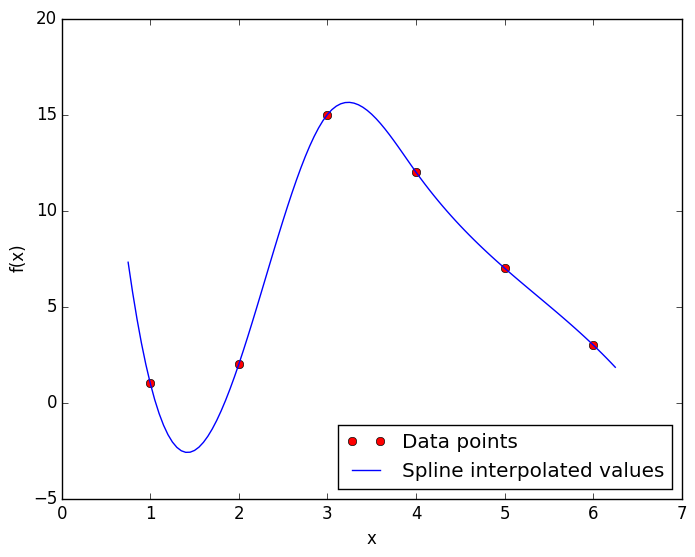 20
15
10
5
0
−5
f(x)
0 1 2 3 4 5 6 7
x
Data points
Spline interpolated values